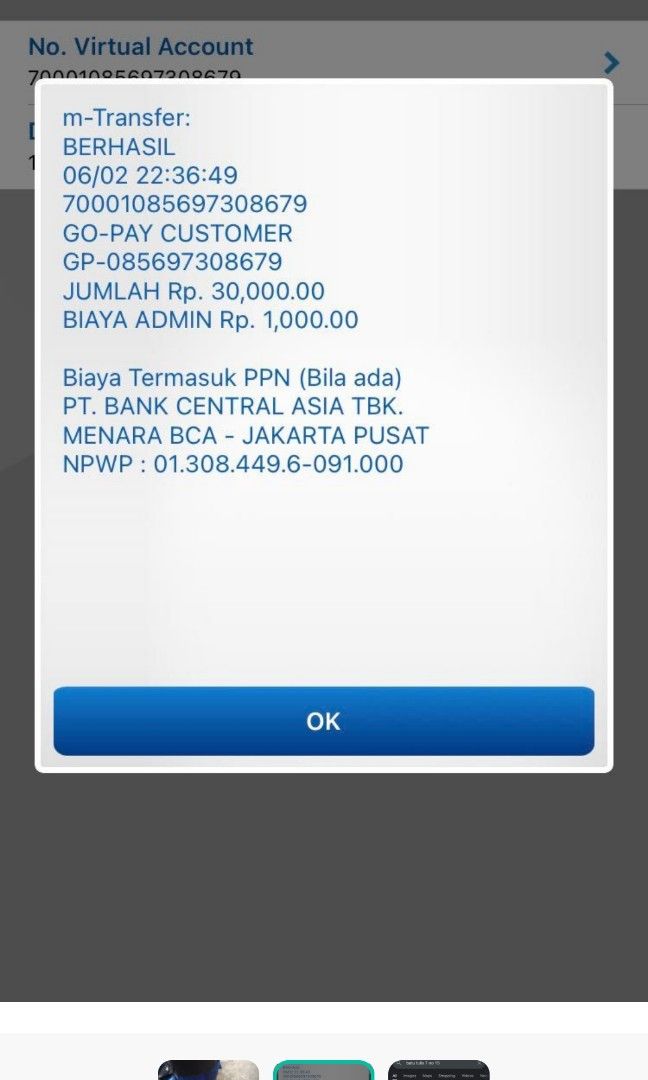 No. Virtual Account
70001085697308679
m-Transfer:
BERHASIL
06/02 22:36:49
70001085697308679
GO-PAY CUSTOMER
GP-085697308679
JUMLAH Rp. 30,000.00
BIAYA ADMIN Rp. 1,000.00
Biaya Termasuk PPN (Bila ada)
PT. BANK CENTRAL ASIA TBK.
MENARA BCA - JAKARTA PUSAT
NPWP : 01.308.449.6-091.000
OK